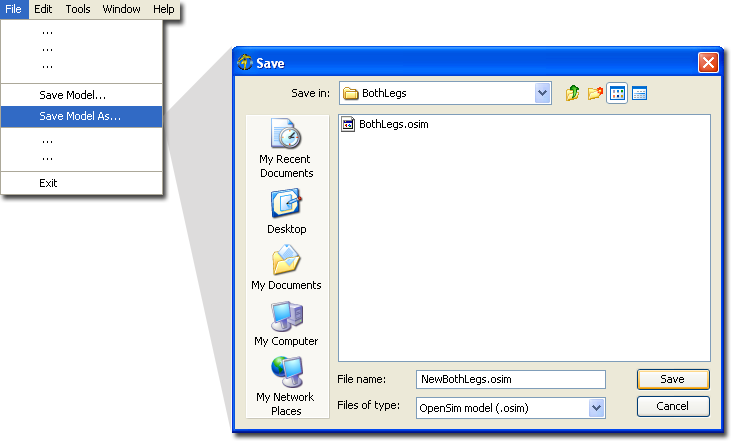 File Edit Tools Window Help
...
...
...
Save Model...
Save Model As...
...
...
Exit
Save
Save in: BothLegs
My Recent
Documents
Desktop
My Documents
My Computer
My Network
Places
BothLegs.osim
File name: NewBothLegs.osim Save
Files of type: OpenSim model (.osim) Cancel